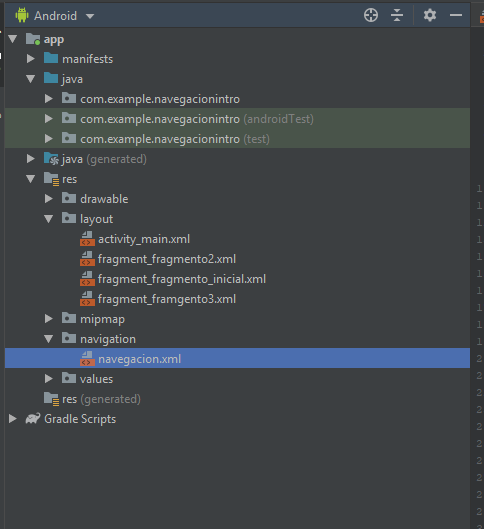 Android
app
manifests
java
com.example.navegacionintro
com.example.navegacionintro (androidTest)
com.example.navegacionintro (test)
java (generated)
res
drawable
layout
activity_main.xml
fragment_fragmento2.xml
fragment_fragmento_inicial.xml
fragment_framgento3.xml
mipmap
navigation
navegacion.xml
values
res (generated)
Gradle Scripts